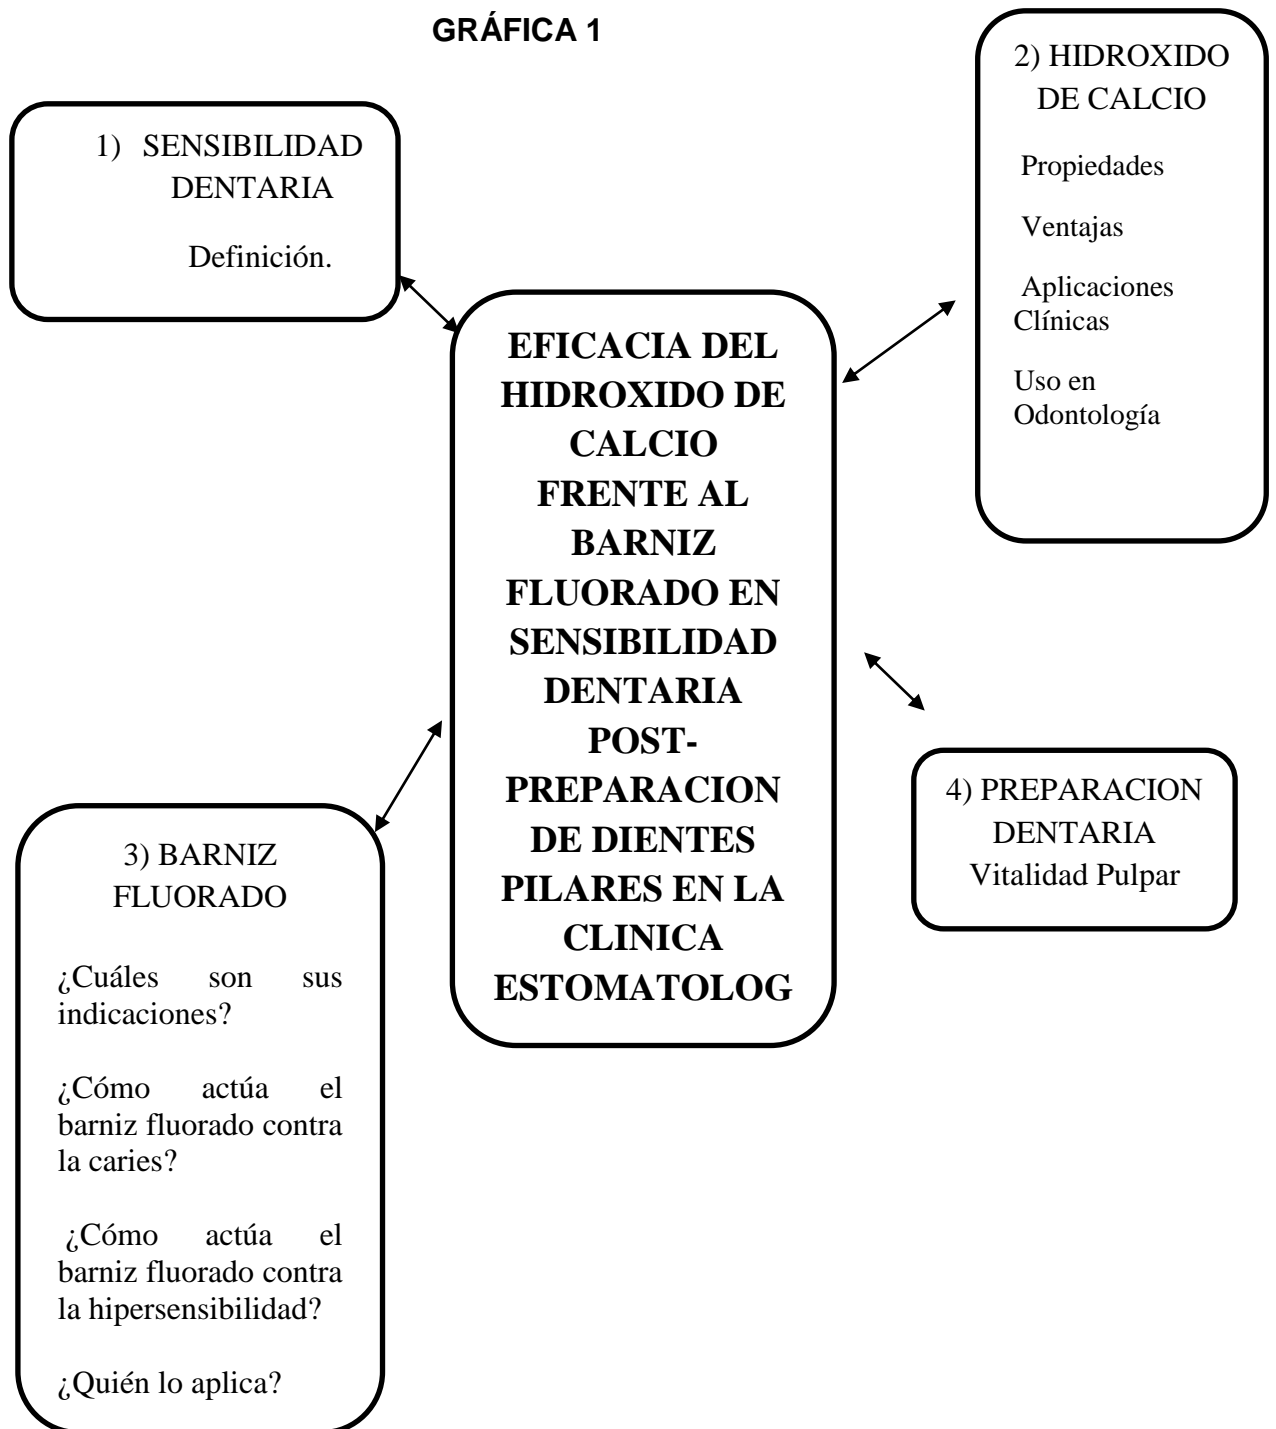 GRÁFICA 1
1) SENSIBILIDAD
DENTARIA
Definición.
2) HIDROXIDO
DE CALCIO
Propiedades
Ventajas
Aplicaciones
Clínicas
Uso en
Odontología
EFICACIA DEL
HIDROXIDO DE
CALCIO
FRENTE AL
BARNIZ
FLUORADO EN
SENSIBILIDAD
DENTARIA
POST-
PREPARACION
DE DIENTES
PILARES EN LA
CLINICA
ESTOMATOLOG
3) BARNIZ
FLUORADO
¿Cuáles son sus
indicaciones?
¿Cómo actúa el
barniz fluorado contra
la caries?
¿Cómo actúa el
barniz fluorado contra
la hipersensibilidad?
¿Quién lo aplica?
4) PREPARACION
DENTARIA
Vitalidad Pulpar